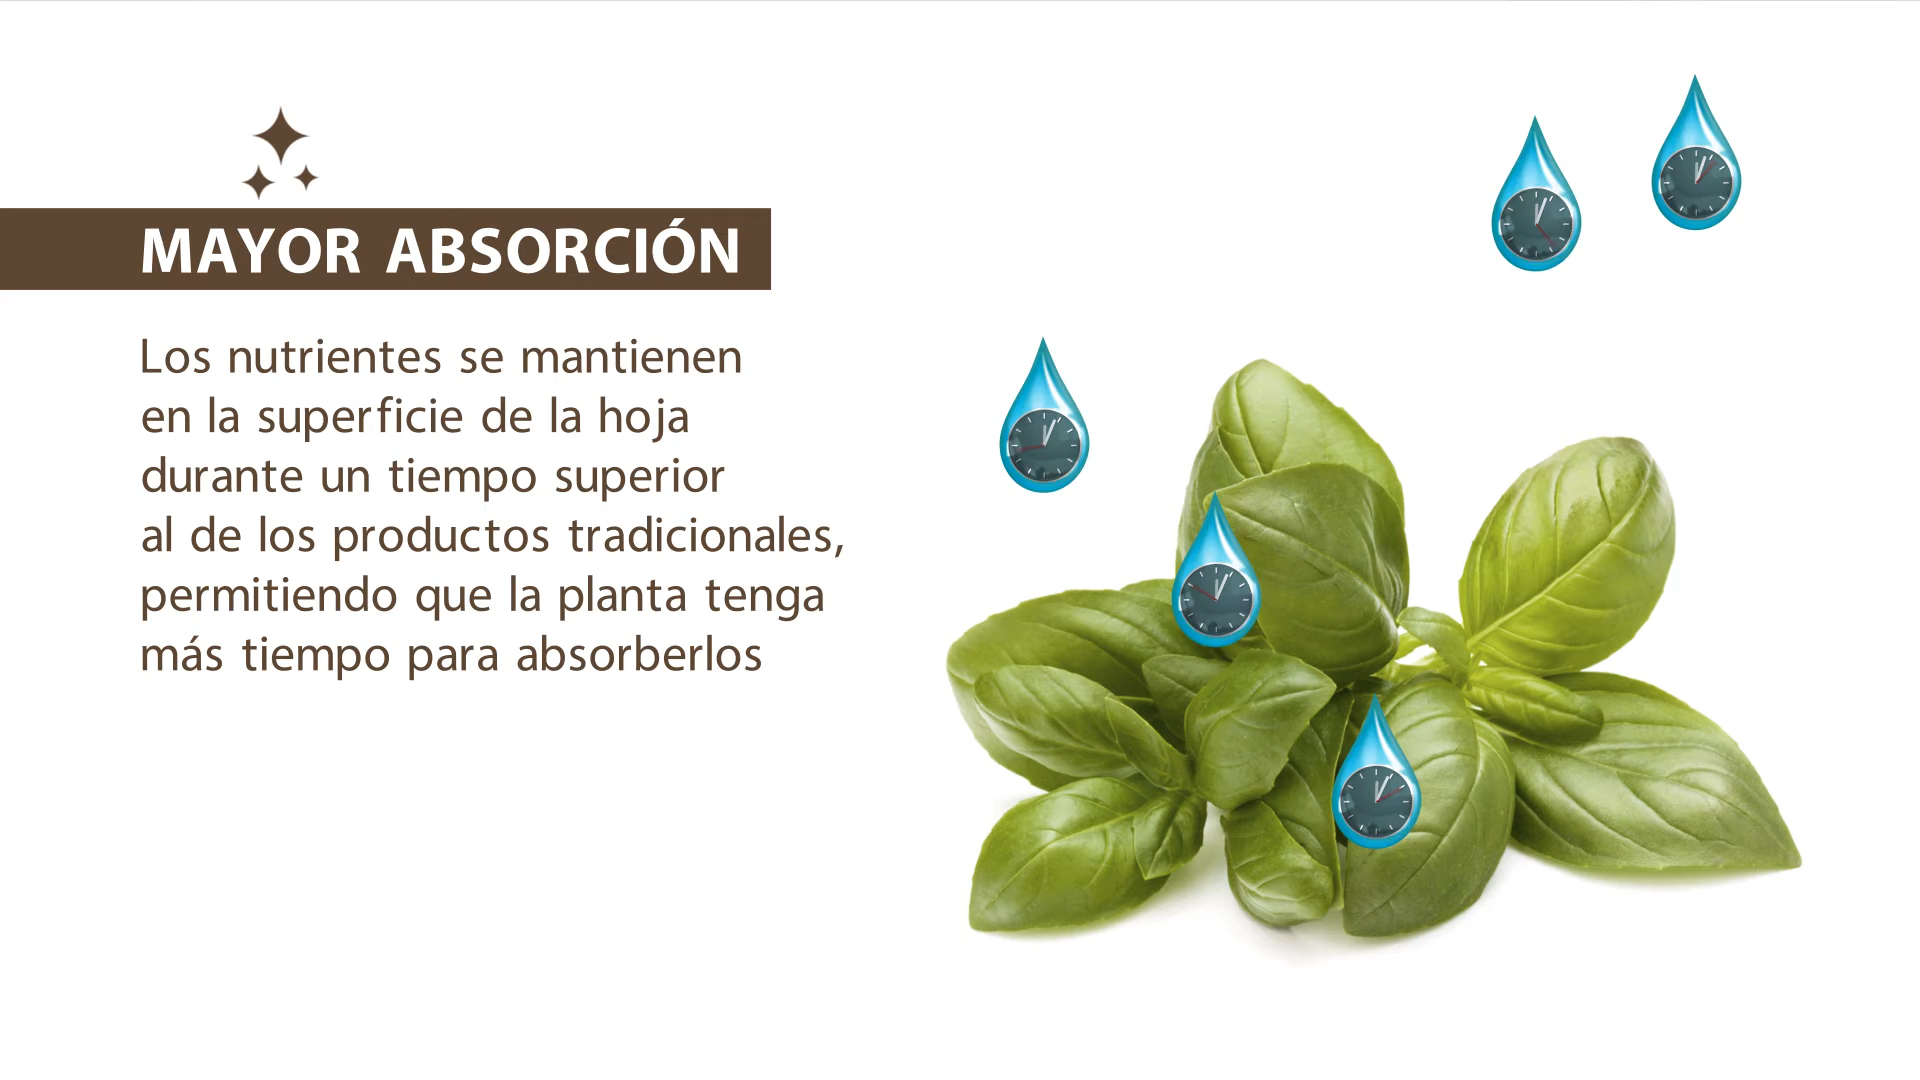 MAYOR ABSORCIÓN
Los nutrientes se mantienen
en la superficie de la hoja
durante un tiempo superior
al de los productos tradicionales,
permitiendo que la planta tenga
más tiempo para absorberlos